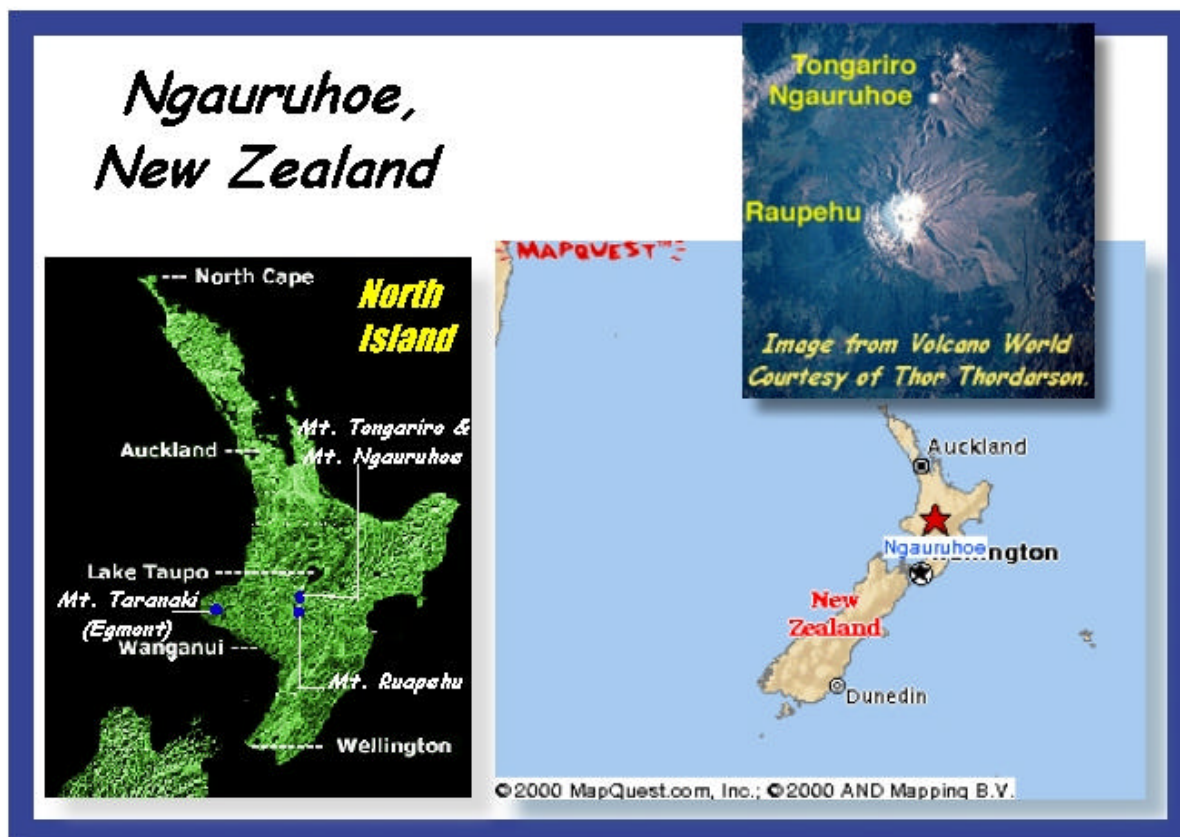 Ngauruhoe,
New Zealand
Tongariro
Ngauruhoe
Raupehu
Image from Volcano World
Courtesy of Thor Thordarson.
North Cape
North
Island
Mt. Tongariro &
Mt. Ngauruhoe
Auckland
Lake Taupo
Mt. Taranaki
(Egmont)
Wanganui
Mt. Ruapehu
Wellington
MAPQUEST
Auckland
Ngauruhoe
New
Zealand
Dunedin
©2000 MapQuest.com, Inc.; ©2000 AND Mapping B.V.